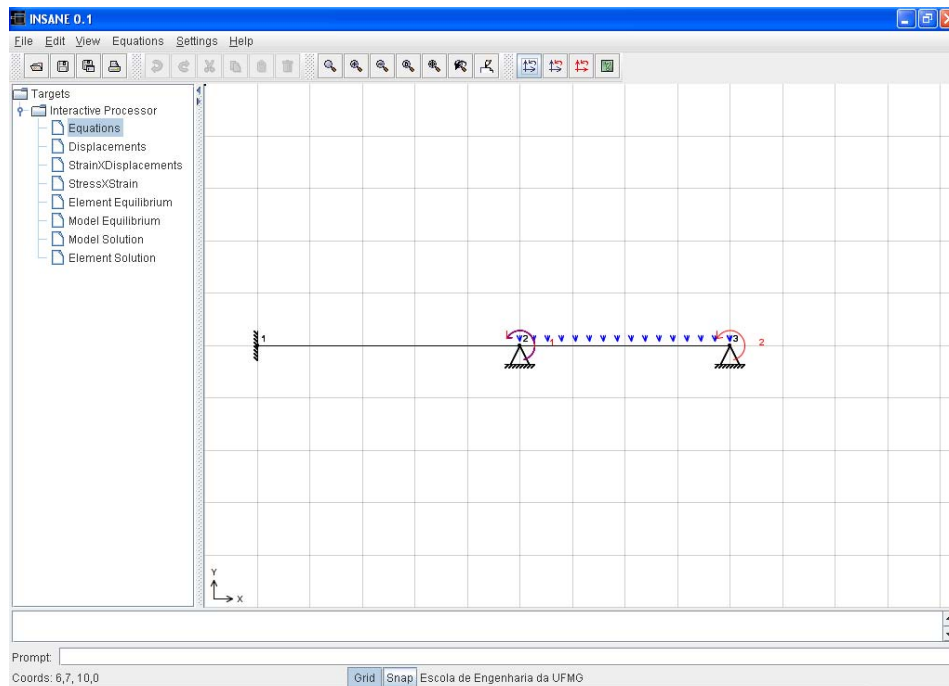 INSANE 0.1
File Edit View Equations Settings Help
Targets
Interactive Processor
Equations
Displacements
StrainXDisplacements
StressXStrain
Element Equilibrium
Model Equilibrium
Model Solution
Element Solution
1
2
1
3
2
Y
X
Prompt:
Coords: 6,7, 10,0
Grid Snap Escola de Engenharia da UFMG